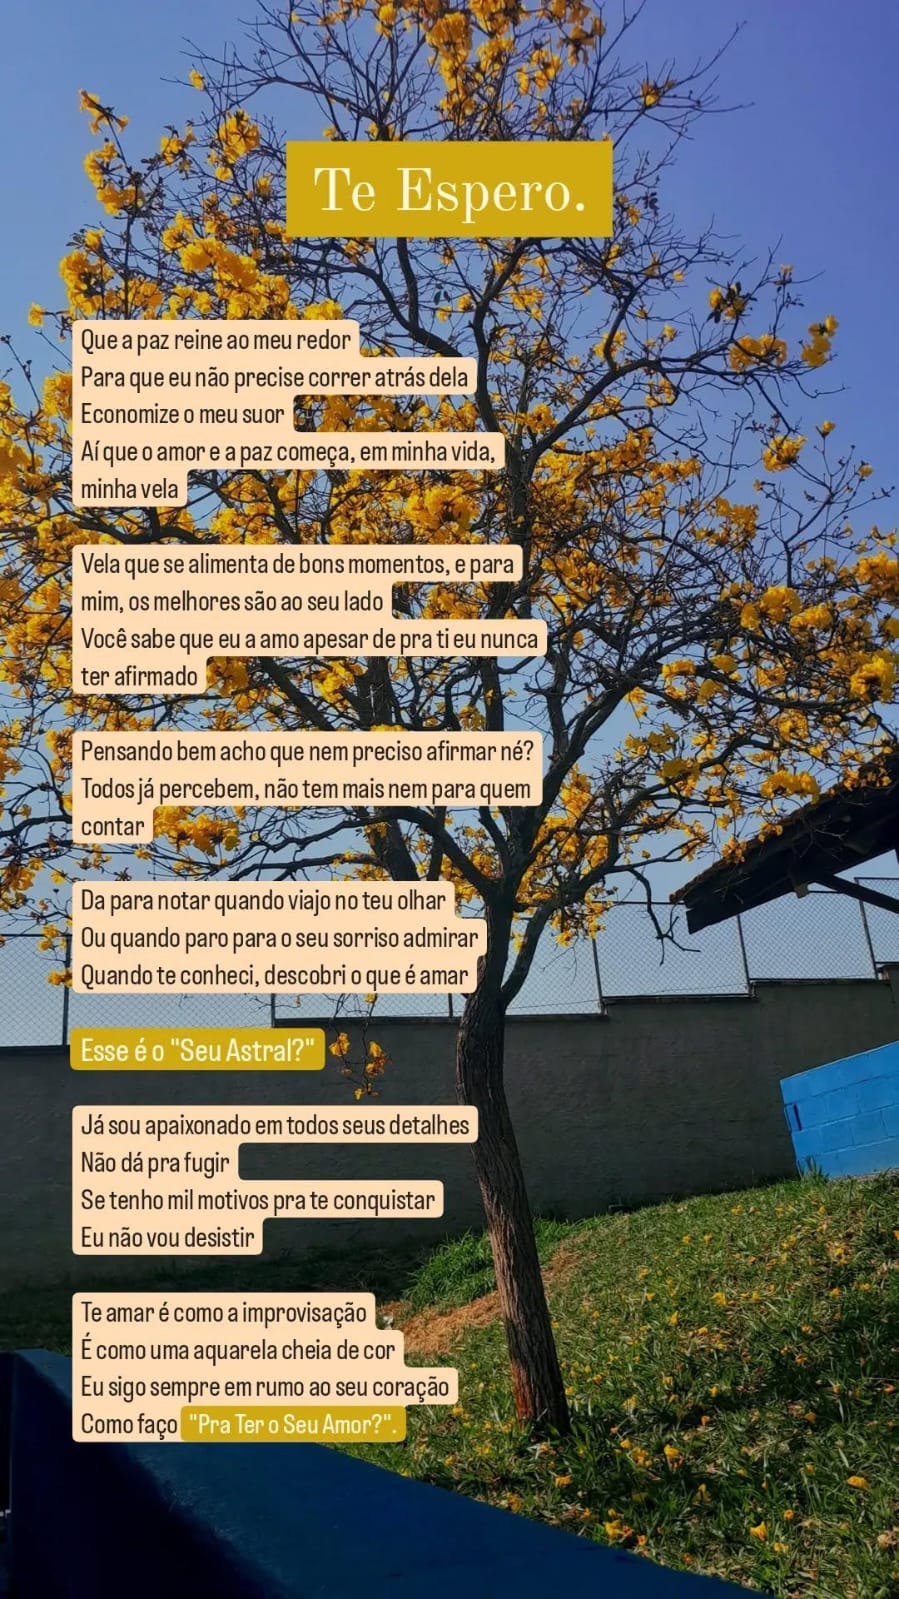 Te Espero.
Que a paz reine ao meu redor
Para que eu não precise correr atrás dela
Economize o meu suor
Aí que o amor e a paz começa, em minha vida,
minha vela
Vela que se alimenta de bons momentos, e para
mim, os melhores são ao seu lado
Você sabe que eu a amo apesar de pra ti eu nunca
ter afirmado
Pensando bem acho que nem preciso afirmar né?
Todos já percebem, não tem mais nem para quem
contar
Da para notar quando viajo no teu olhar
Ou quando paro para o seu sorriso admirar
Quando te conheci, descobri o que é amar
Esse é o "Seu Astral?"
Já sou apaixonado em todos seus detalhes
Não dá pra fugir
Se tenho mil motivos pra te conquistar
Eu não vou desistir
Te amar é como a improvisação
É como uma aquarela cheia de cor
Eu sigo sempre em rumo ao seu coração
Como faço "Pra Ter o Seu Amor?".